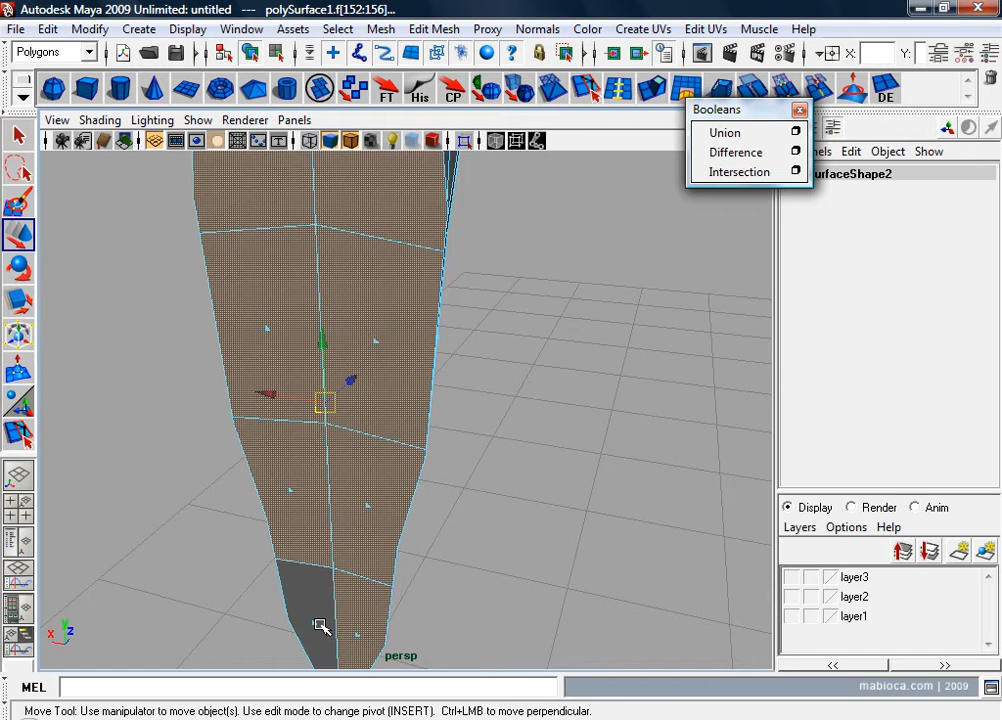 Autodesk Maya 2009 Unlimited: untitled --- polySurface1.f[152:156]...
File Edit Modify Create Display Window Assets Select Mesh Edit Mesh Proxy Normals Color Create UVs Edit UVs Muscle Help
Polygons X: Y:
FT His CP DE
View Shading Lighting Show Renderer Panels
Booleans
Union
Difference
Intersection
Edit Object Show
urfaceShape2
persp
Display Render Anim
Layers Options Help
layer3
layer2
layer1
<< >>
MEL
mabioca.com | 2009
Move Tool: Use manipulator to move object(s). Use edit mode to change pivot (INSERT). Ctrl+LMB to move perpendicular.